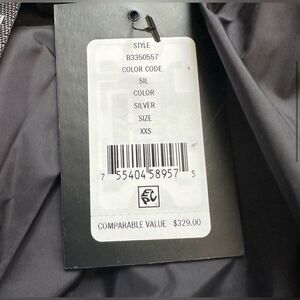 STYLE
B3350557
COLOR CODE
SIL
COLOR
SILVER
SIZE
XXS
7 55404 58957 5
COMPARABLE VALUE $329.00